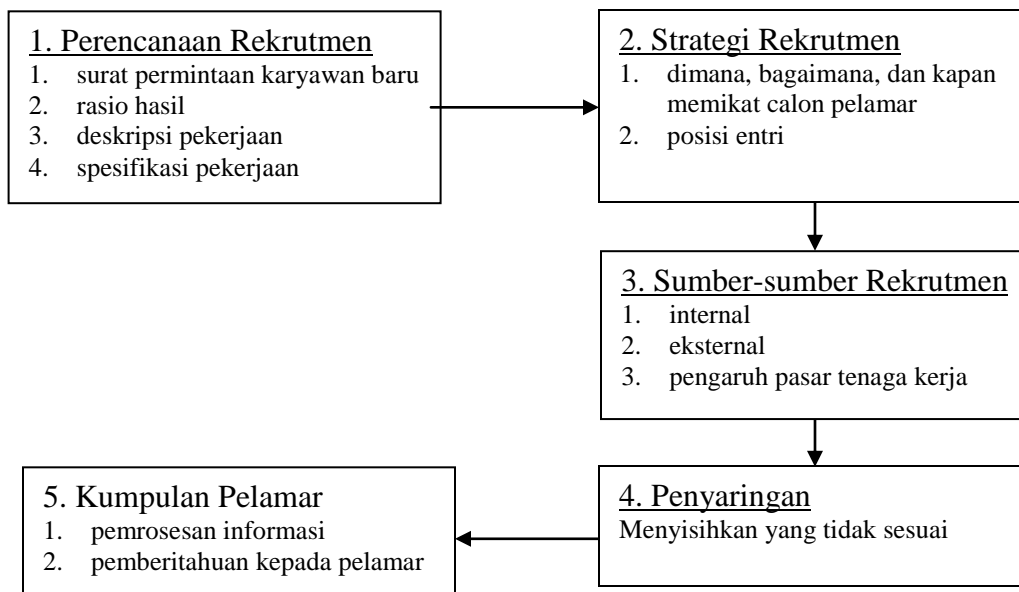 1. Perencanaan Rekrutmen
1. surat permintaan karyawan baru
2. rasio hasil
3. deskripsi pekerjaan
4. spesifikasi pekerjaan
2. Strategi Rekrutmen
1. dimana, bagaimana, dan kapan
memikat calon pelamar
2. posisi entri
3. Sumber-sumber Rekrutmen
1. internal
2. eksternal
3. pengaruh pasar tenaga kerja
4. Penyaringan
Menyisihkan yang tidak sesuai
5. Kumpulan Pelamar
1. pemrosesan informasi
2. pemberitahuan kepada pelamar